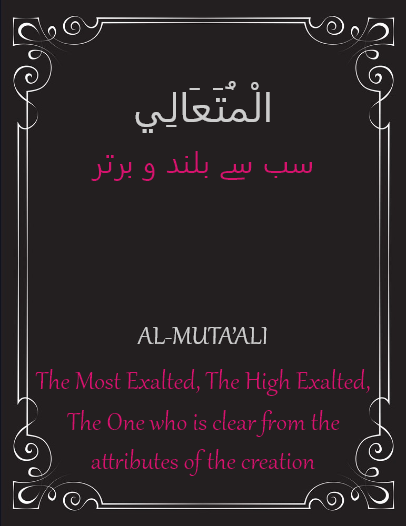 الْمُتَعَالِي
سب سے بلند و برتر
AL-MUTA'ALI
The Most Exalted, The High Exalted,
The One who is clear from the
attributes of the creation